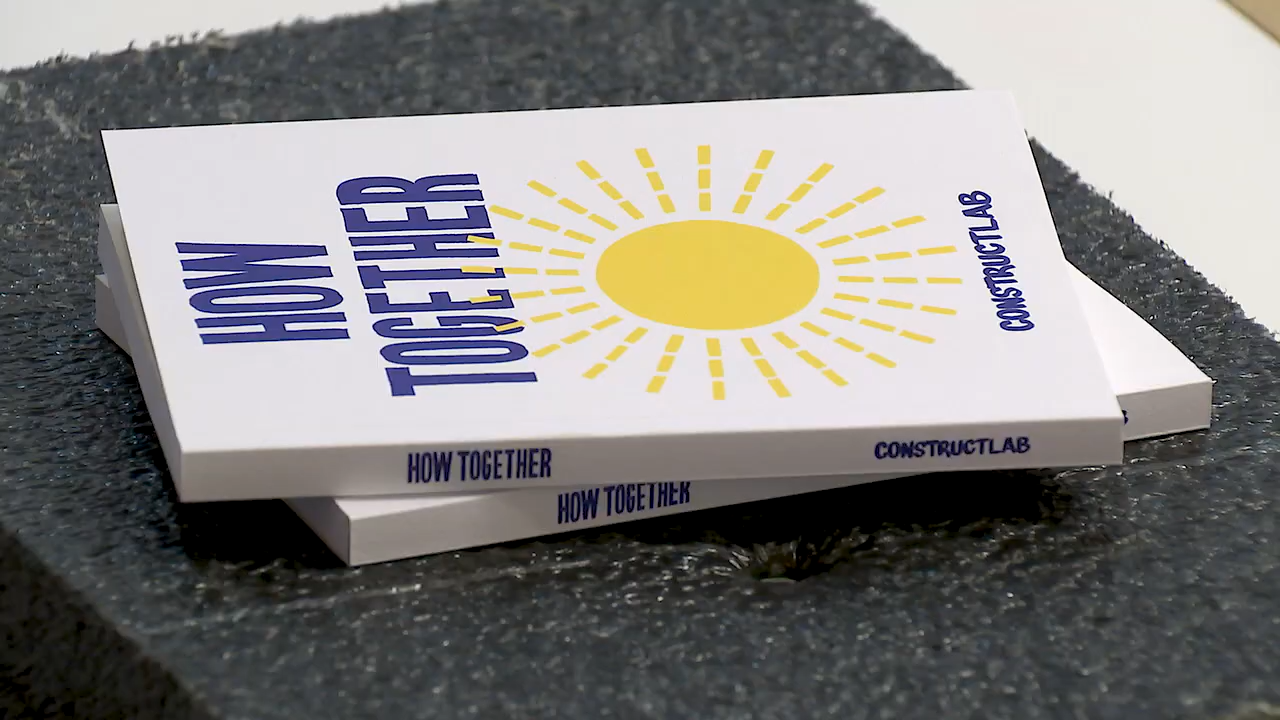 HOW
TOGETHER
CONSTRUCTLAB
HOW TOGETHER
CONSTRUCTLAB
HOW TOGETHER